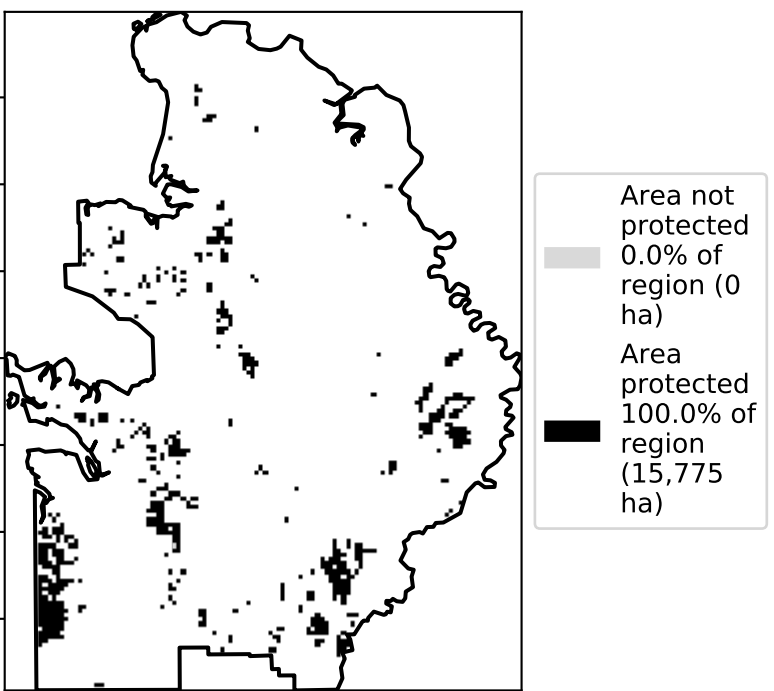 Area not
protected
0.0% of
region (0
ha)
Area
protected
100.0% of
region
(15,775
ha)